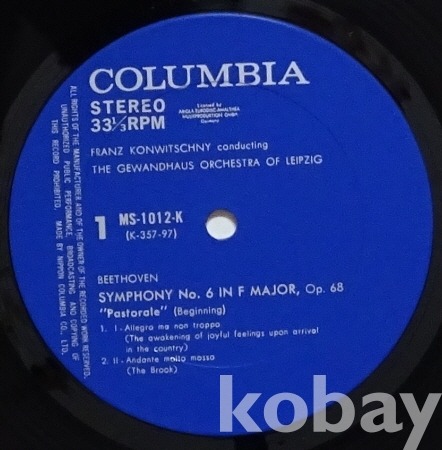 COLUMBIA
STEREO
33⅓RPM
Licensed by
ARIOLA-EURODISC-AMALTHEA
MUSIKPRODUKTION GMBH
Germany
FRANZ KONWITSCHNY conducting
THE GEWANDHAUS ORCHESTRA OF LEIPZIG
1
MS-1012-K
(K-357-97)
BEETHOVEN
SYMPHONY No. 6 IN F MAJOR, Op. 68
"Pastorale" (Beginning)
1. I - Allegro ma non troppo
(The awakening of joyful feelings upon arrival
in the country)
2. II - Andante molto mosso
(The Brook)
ALL RIGHTS OF THE MANUFACTURER AND OF THE OWNER OF THE RECORDED WORK RESERVED.
UNAUTHORIZED PUBLIC PERFORMANCE, BROADCASTING AND COPYING OF
THIS RECORD PROHIBITED. MADE BY NIPPON COLUMBIA CO., LTD.
kobay